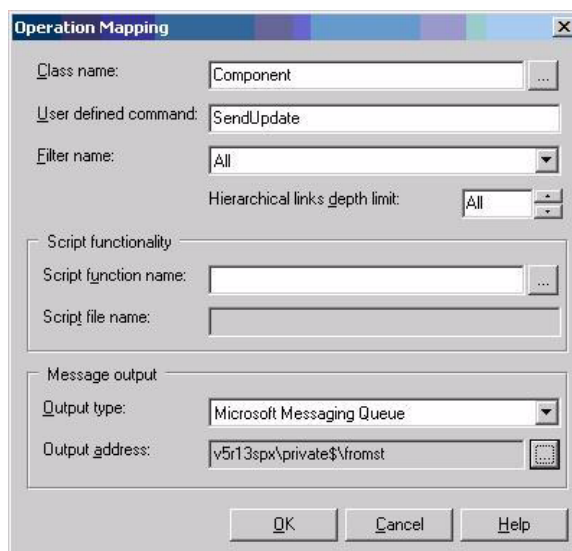 Operation Mapping
Class name:
Component
...
User defined command:
SendUpdate
Filter name:
All
Hierarchical links depth limit:
All
Script functionality
Script function name:
...
Script file name:
Message output
Output type:
Microsoft Messaging Queue
Output address:
v5r13spx\private$\fromst
...
OK
Cancel
Help